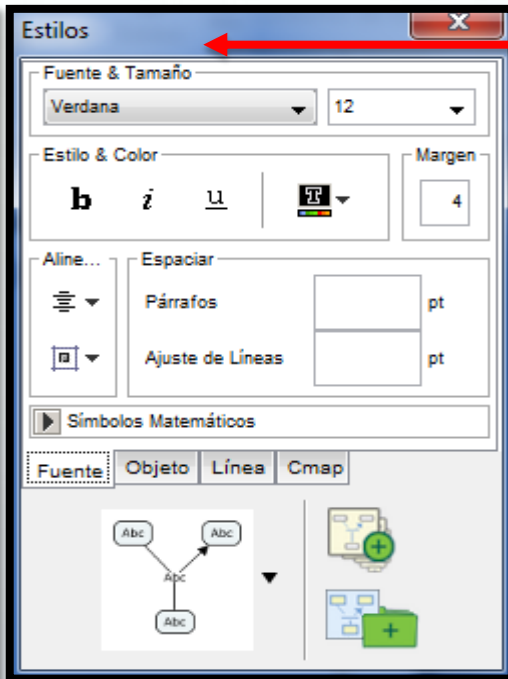 Estilos
Fuente & Tamaño
Verdana 12
Estilo & Color Margen
b i u T 4
Aline... Espaciar
Párrafos pt
Ajuste de Líneas pt
Símbolos Matemáticos
Fuente Objeto Línea Cmap
Abc Abc
Abc
Abc